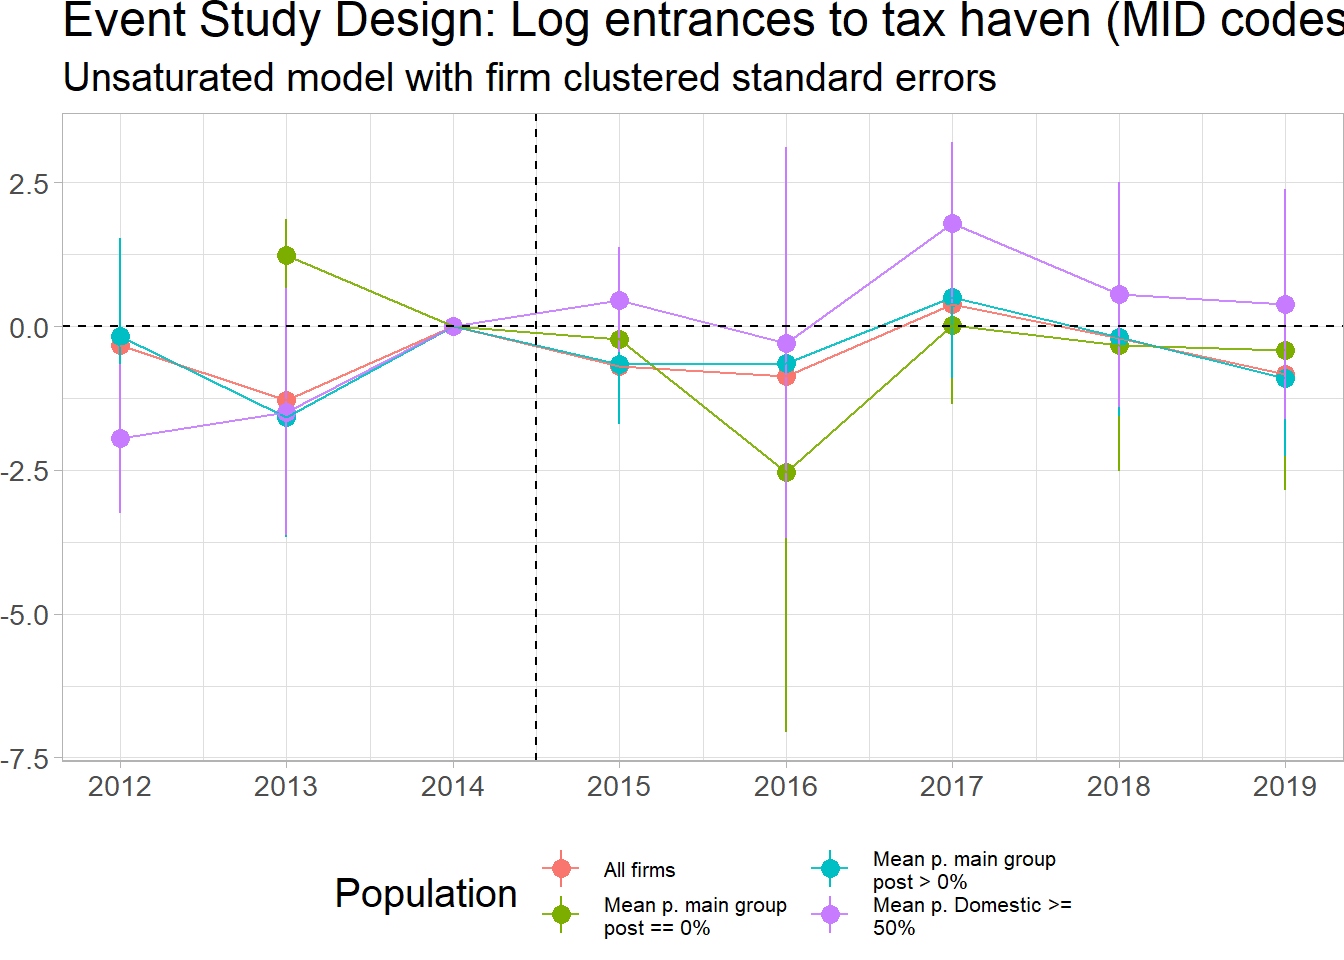 Event Study Design: Log entrances to tax haven (MID codes
Unsaturated model with firm clustered standard errors
2.5
0.0
-2.5
-5.0
-7.5
2012 2013 2014 2015 2016 2017 2018 2019
Population
All firms
Mean p. main group
post == 0%
Mean p. main group
post > 0%
Mean p. Domestic >=
50%